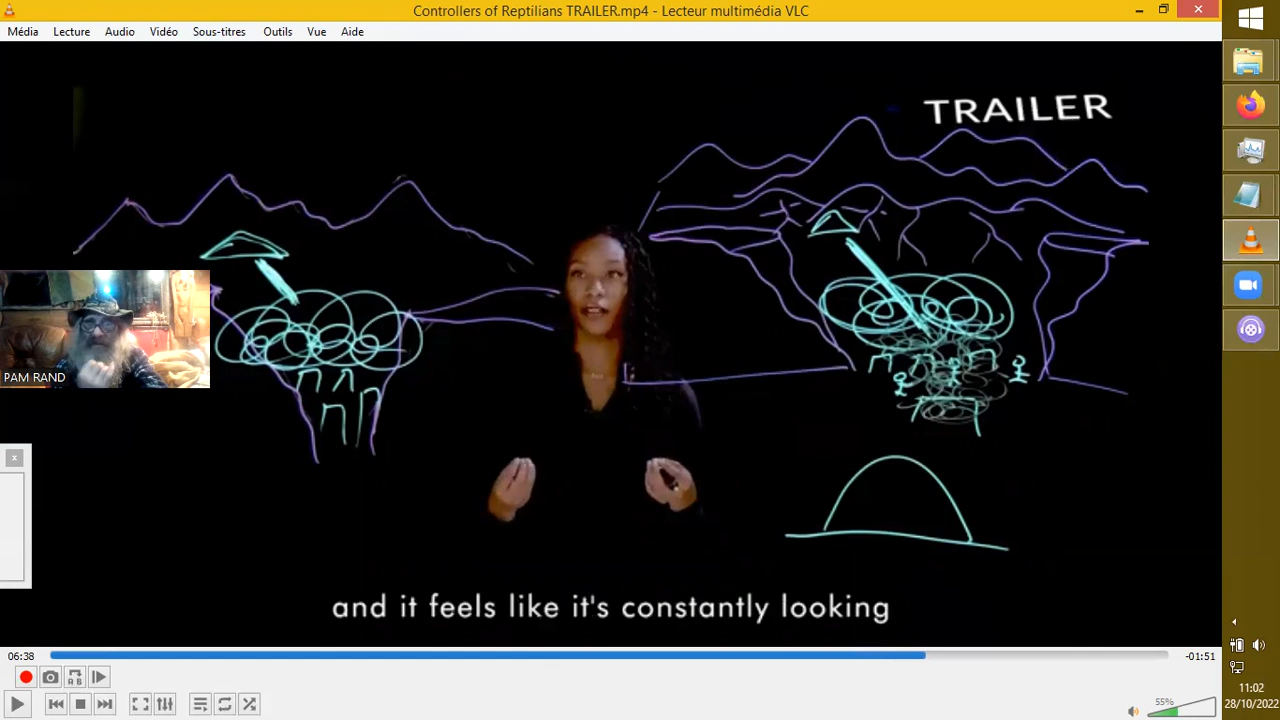 Controllers of Reptilians TRAILER.mp4 - Lecteur multimédia VLC
Média Lecture Audio Vidéo Sous-titres Outils Vue Aide
TRAILER
PAM RAND
x
and it feels like it's constantly looking
06:38
-01:51
A B
55%
11:02
28/10/2022